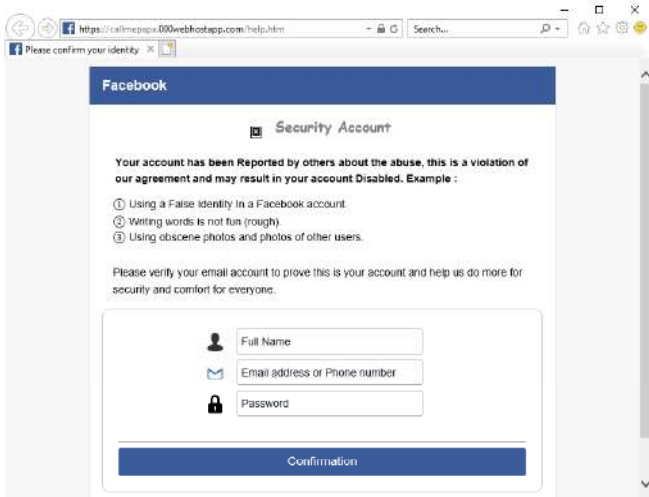 https://callmepapa.000webhostapp.com/help.htm
Search...
Please confirm your identity
Facebook
Security Account
Your account has been Reported by others about the abuse, this is a violation of
our agreement and may result in your account Disabled. Example :
① Using a False Identity In a Facebook account.
② Writing words is not fun (rough).
③ Using obscene photos and photos of other users.
Please verify your email account to prove this is your account and help us do more for
security and comfort for everyone.
Full Name
Email address or Phone number
Password
Confirmation